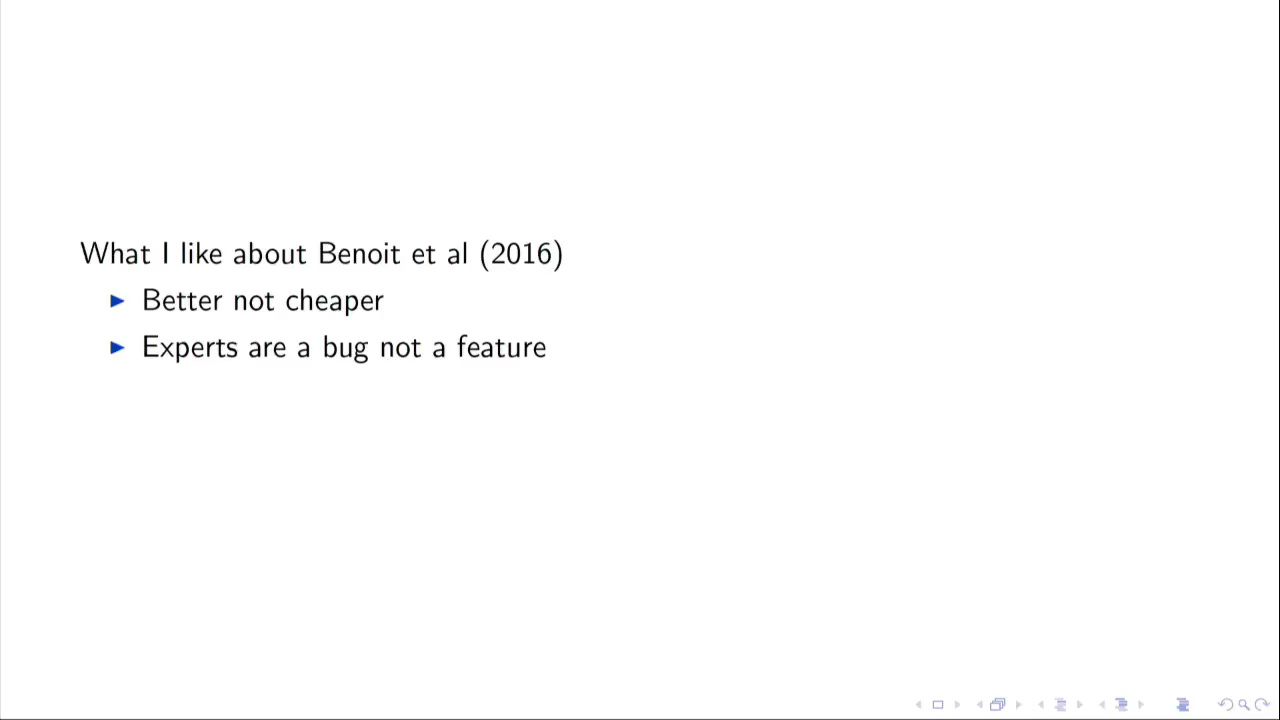 What I like about Benoit et al (2016)
Better not cheaper
Experts are a bug not a feature